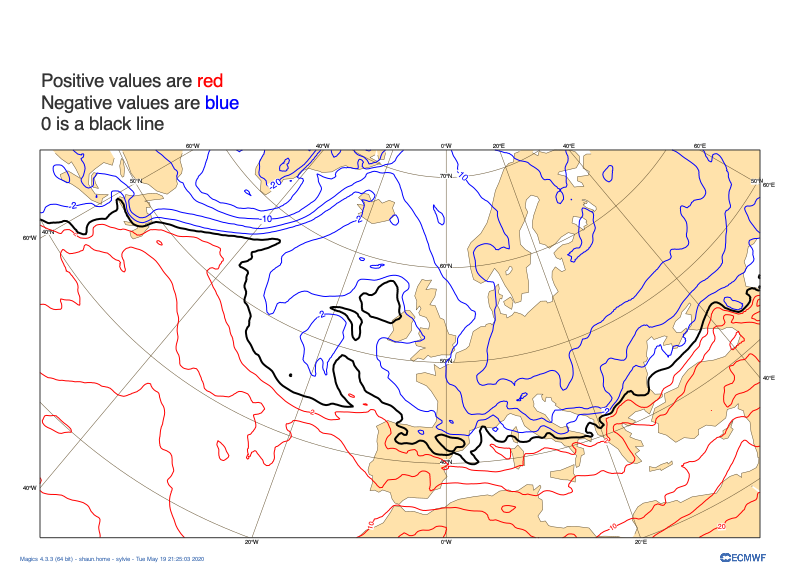 Positive values are red
Negative values are blue
0 is a black line
60°W 40°W 20°W 0°W 20°E 40°E 60°E
50°N 70°N 50°N
60°E
-20
-10
-2
-10
2
60°W 40°N
60°N
-2
50°N
40°E
2
-2
40°N
40°W
10
-10
20
20°W 0°W 20°E
Magics 4.3.3 (64 bit) - shaun.home - sylvie - Tue May 19 21:25:03 2020
ECMWF